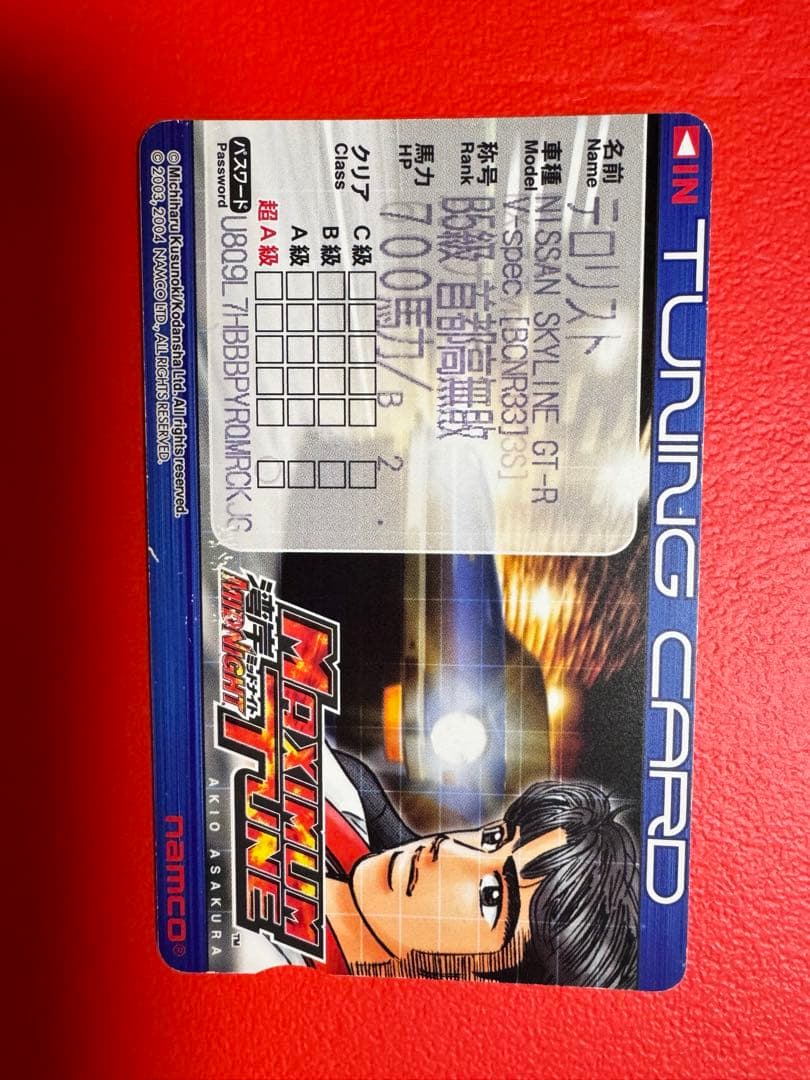 ◀IN TUNING CARD
名前 Name テロリスト
車種 Model NISSAN SKYLINE GT-R
V・spec [BCNR33]
称号 Rank B5級/首都高無敗
馬力 HP 700馬力/B 2
クリア Class C級
B級
A級
超A級
パスワード Password U809L 7HBBBPYRQMRCKJG
湾岸ミッドナイト
MIDNIGHT
MAXIMUM
TUNE
TM
AKIO ASAKURA
©Michiharu Kusunoki/Kodansha Ltd. All rights reserved.
© 2003, 2004 NAMCO LTD., ALL RIGHTS RESERVED.
namco®